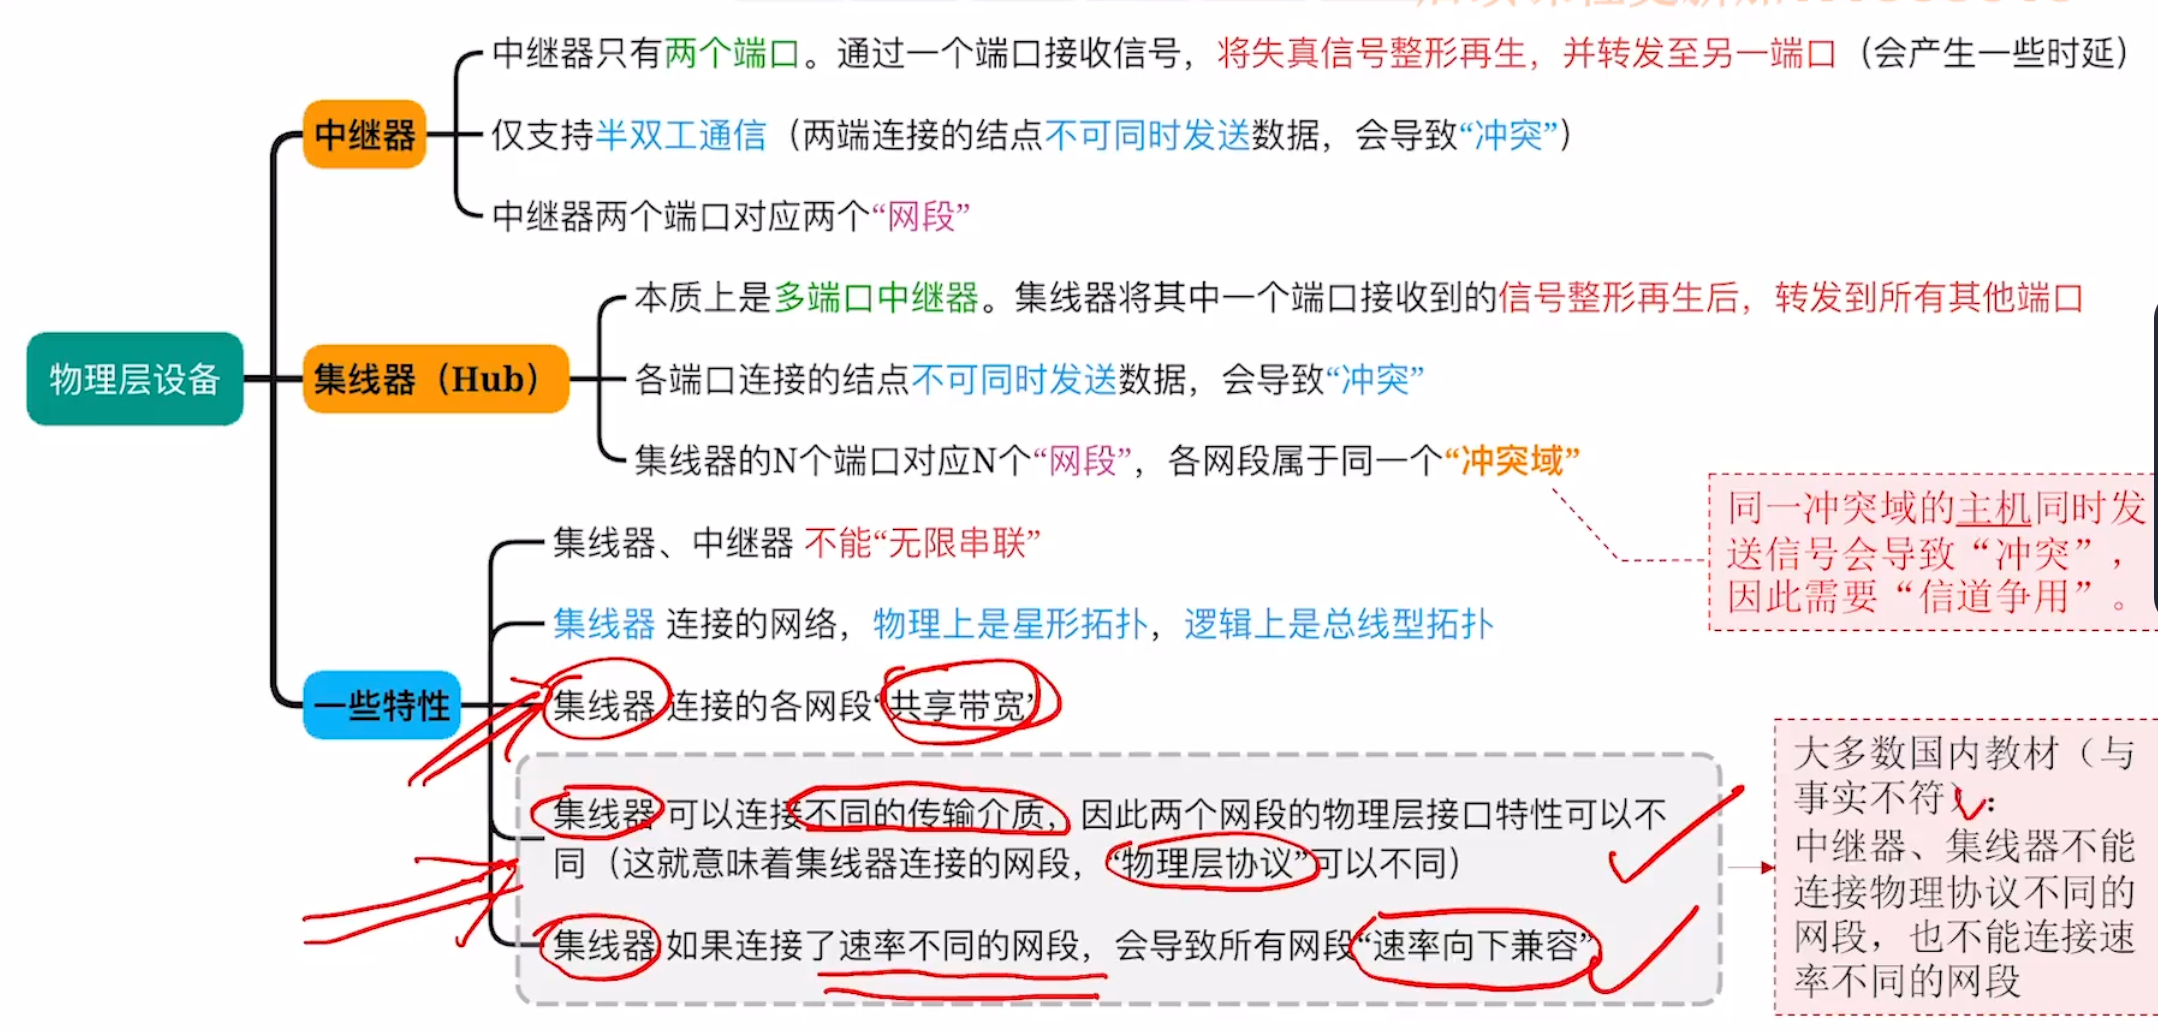 中继器只有两个端口。通过一个端口接收信号，将失真信号整形再生，并转发至另一端口（会产生一些时延）
中继器
仅支持半双工通信（两端连接的结点不可同时发送数据，会导致“冲突”）
中继器两个端口对应两个“网段”
本质上是多端口中继器。集线器将其中一个端口接收到的信号整形再生后，转发到所有其他端口
物理层设备
集线器（Hub）
各端口连接的结点不可同时发送数据，会导致“冲突”
集线器的N个端口对应N个“网段”，各网段属于同一个“冲突域”
同一冲突域的主机同时发
送信号会导致“冲突”，
因此需要“信道争用”。
集线器、中继器 不能“无限串联”
集线器 连接的网络，物理上是星形拓扑，逻辑上是总线型拓扑
一些特性
集线器 连接的各网段“共享带宽”
集线器 可以连接不同的传输介质，因此两个网段的物理层接口特性可以不
同（这就意味着集线器连接的网段，“物理层协议”可以不同）
集线器 如果连接了速率不同的网段，会导致所有网段“速率向下兼容”
大多数国内教材（与
事实不符）：
中继器、集线器不能
连接物理协议不同的
网段，也不能连接速
率不同的网段